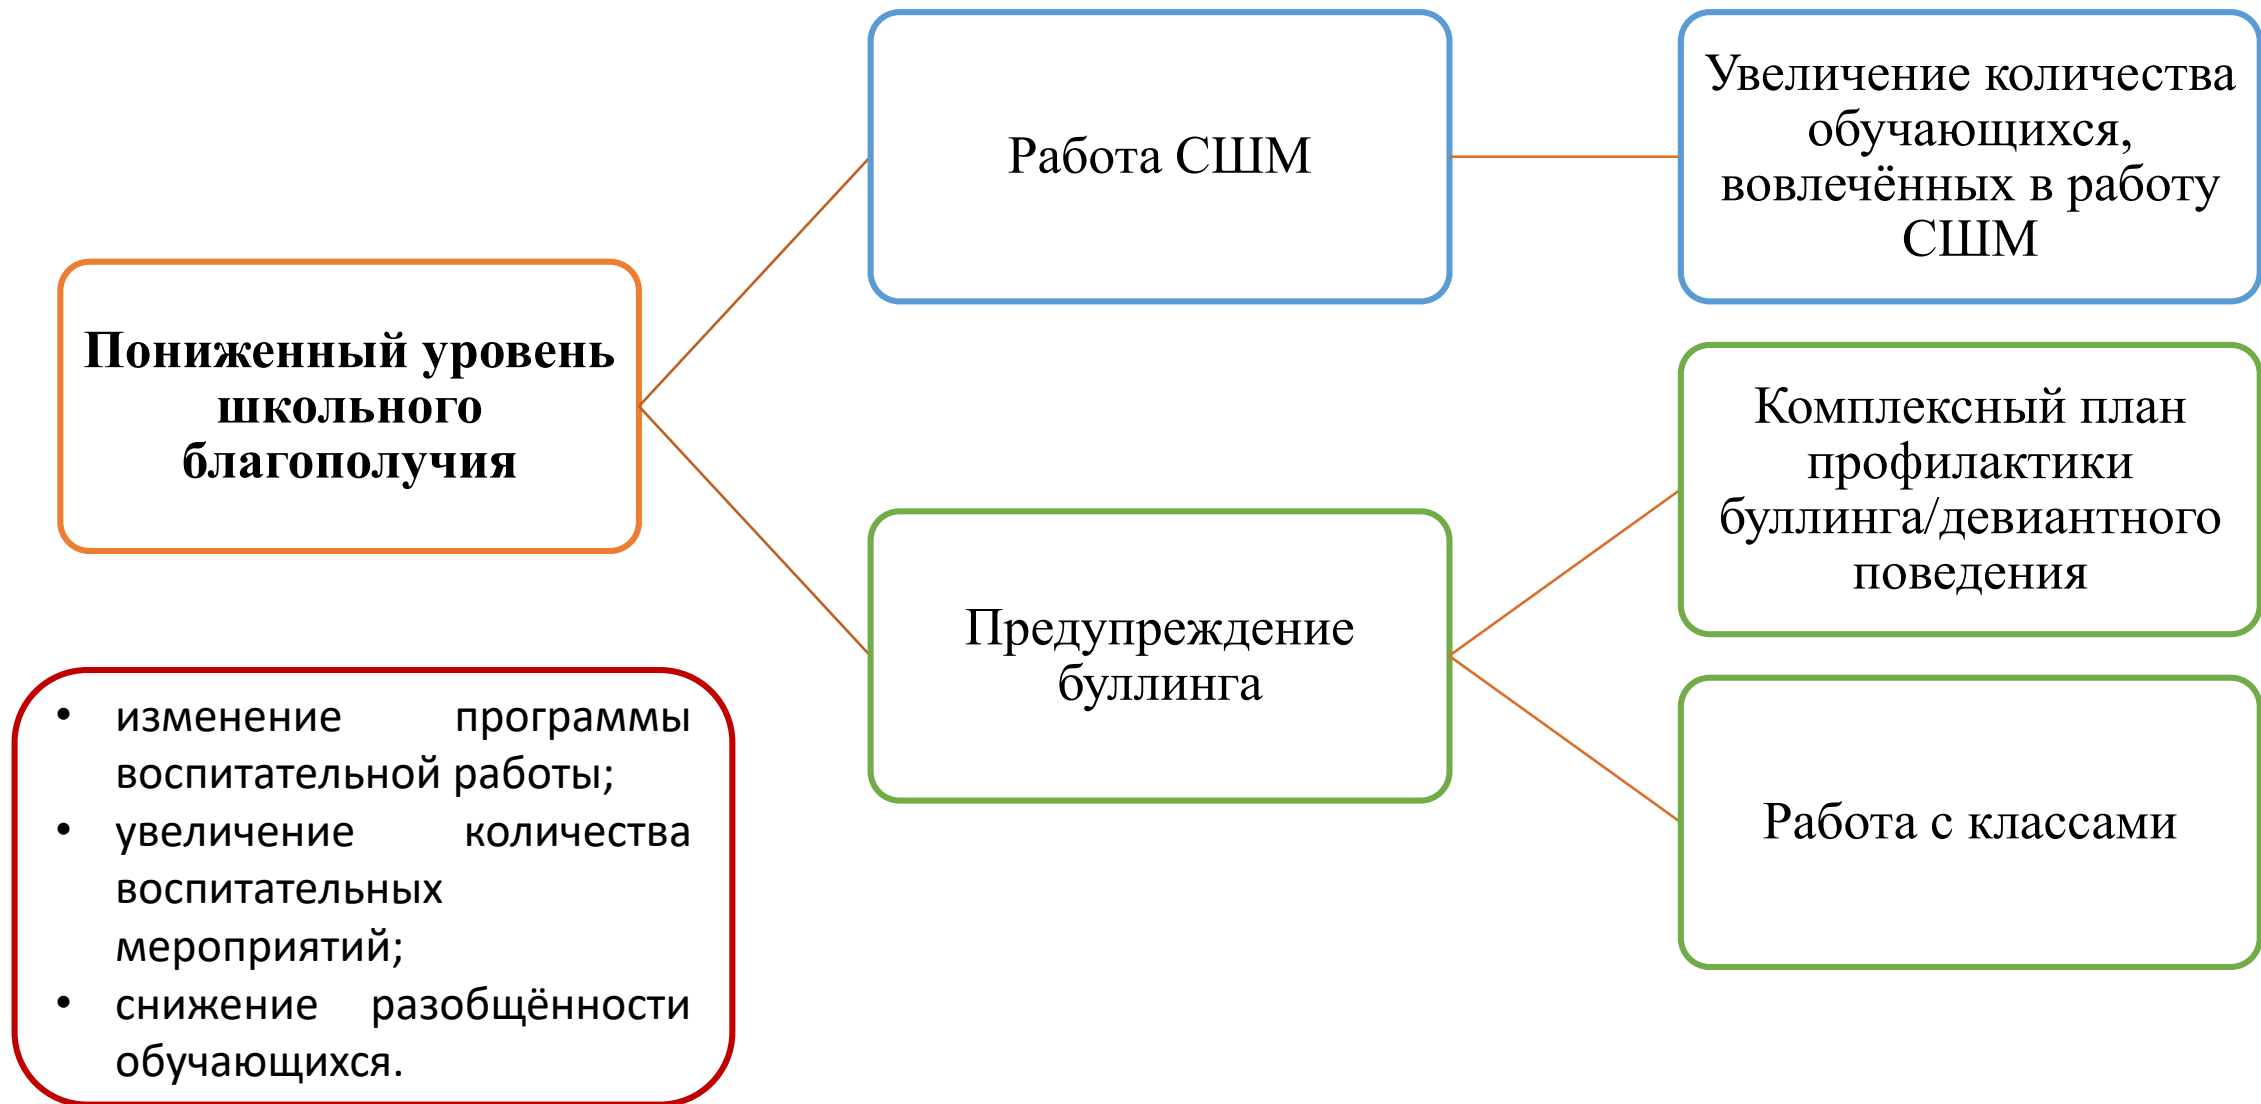 Пониженный уровень
школьного
благополучия
Работа СШМ
Увеличение количества
обучающихся,
вовлечённых в работу
СШМ
Предупреждение
буллинга
Комплексный план
профилактики
буллинга/девиантного
поведения
Работа с классами
• изменение программы
воспитательной работы;
• увеличение количества
воспитательных
мероприятий;
• снижение разобщённости
обучающихся.